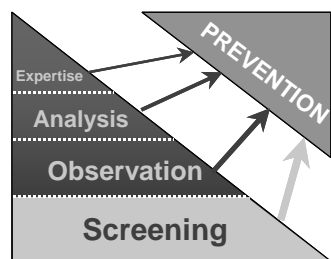 PREVENTION
Expertise
Analysis
Observation
Screening